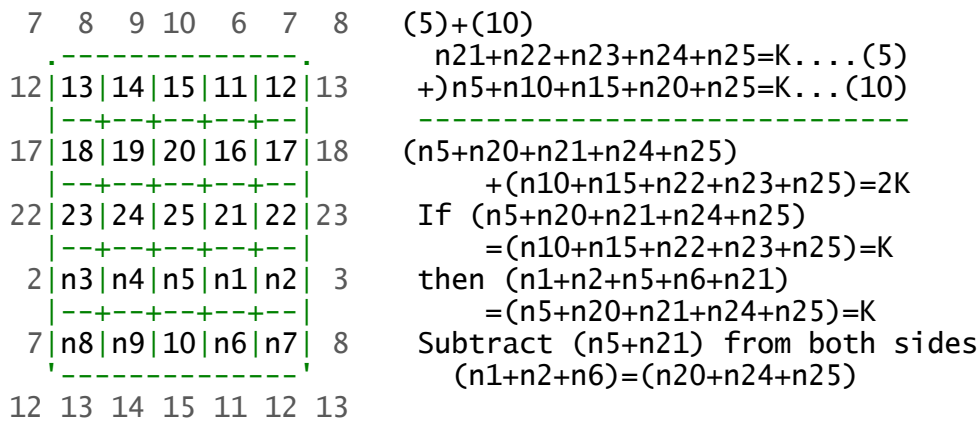 7 8 9 10 6 7 8 (5)+(10)
.--------------. n21+n22+n23+n24+n25=K....(5)
12|13|14|15|11|12|13 +)n5+n10+n15+n20+n25=K...(10)
|--+--+--+--+--| -----------------------------
17|18|19|20|16|17|18 (n5+n20+n21+n24+n25)
|--+--+--+--+--| +(n10+n15+n22+n23+n25)=2K
22|23|24|25|21|22|23 If (n5+n20+n21+n24+n25)
|--+--+--+--+--| =(n10+n15+n22+n23+n25)=K
2|n3|n4|n5|n1|n2| 3 then (n1+n2+n5+n6+n21)
|--+--+--+--+--| =(n5+n20+n21+n24+n25)=K
7|n8|n9|10|n6|n7| 8 Subtract (n5+n21) from both sides
'--------------' (n1+n2+n6)=(n20+n24+n25)
12 13 14 15 11 12 13